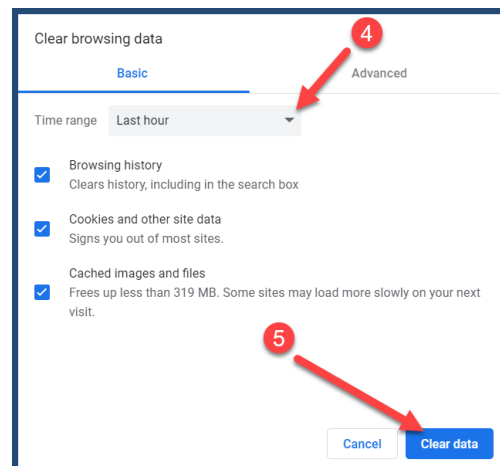 Clear browsing data
4
Basic
Advanced
Time range
Last hour
Browsing history
Clears history, including in the search box
Cookies and other site data
Signs you out of most sites.
Cached images and files
Frees up less than 319 MB. Some sites may load more slowly on your next
visit.
5
Cancel
Clear data